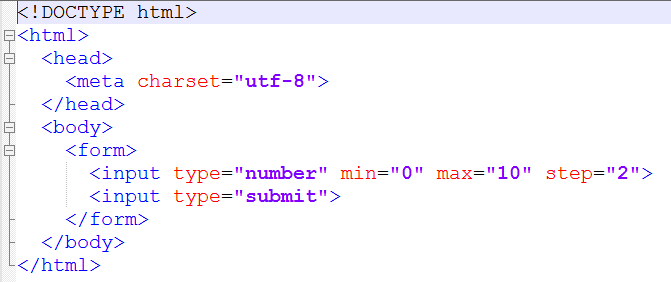 <!DOCTYPE html>
<html>
<head>
<meta charset="utf-8">
</head>
<body>
<form>
<input type="number" min="0" max="10" step="2">
<input type="submit">
</form>
</body>
</html>